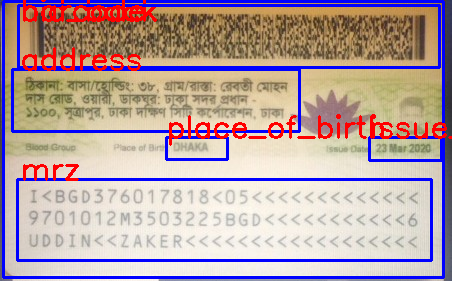 address
ঠিকানা: বাসা/হোল্ডিং: ৩৮, গ্রাম/রাস্তা: রেবতী মোহন
দাস রোড, ওয়ারী, ডাকঘর: ঢাকা সদর প্রধান -
১১০০, সূত্রাপুর, ঢাকা দক্ষিণ সিটি কর্পোরেশন, ঢাকা
place_of_birth issue
Blood Group: Place of Birth DHAKA Issue Date 23 Mar 2020
mrz
I<BGD376017818<05<<<<<<<<<<<<<
9701012M3503225BGD<<<<<<<<<<<6
UDDIN<<ZAKER<<<<<<<<<<<<<<<<<<